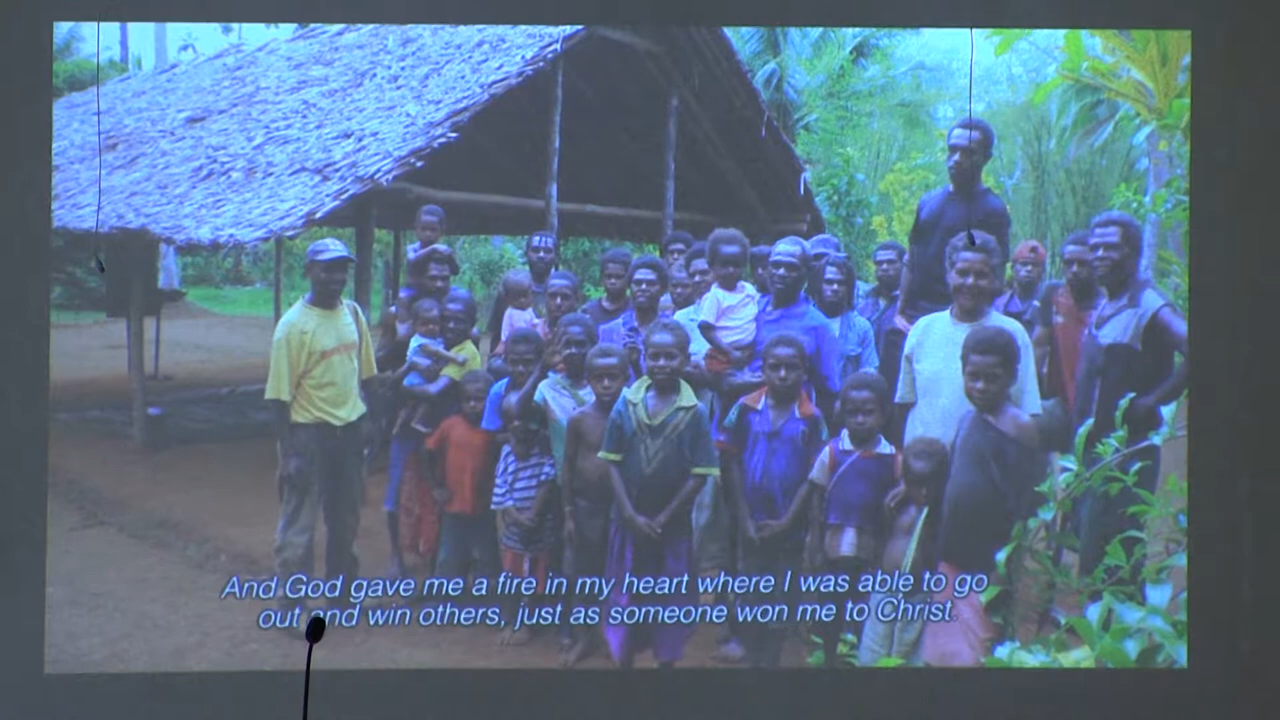 And God gave me a fire in my heart where I was able to go
out and win others, just as someone won me to Christ.